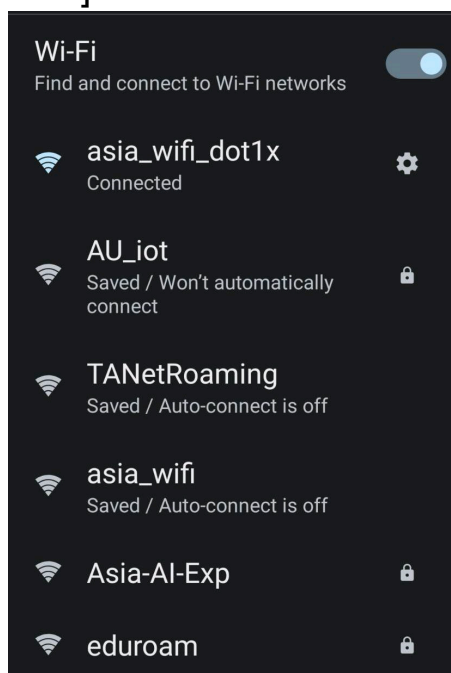 Wi-Fi
Find and connect to Wi-Fi networks
asia_wifi_dot1x
Connected
AU_iot
Saved / Won't automatically
connect
TANetRoaming
Saved / Auto-connect is off
asia_wifi
Saved / Auto-connect is off
Asia-AI-Exp
eduroam